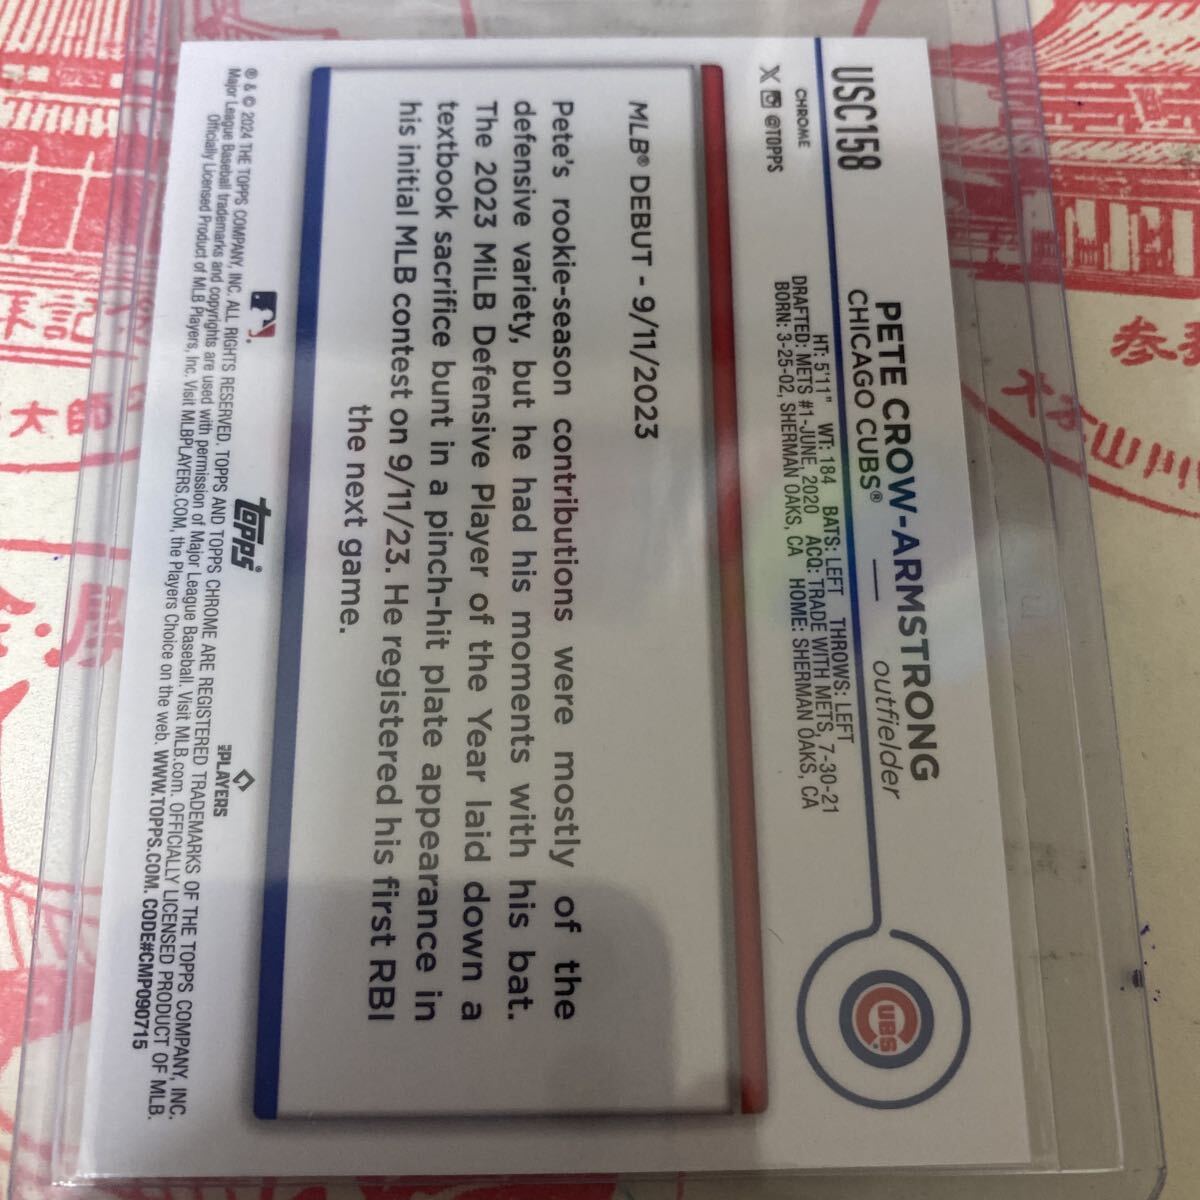 USC158
CHROME
@TOPPS
PETE CROW-ARMSTRONG
CHICAGO CUBS® — outfielder
HT: 5'11" WT: 184 BATS: LEFT THROWS: LEFT
DRAFTED: METS #1-JUNE, 2020 ACQ: TRADE WITH METS, 7-30-21
BORN: 3-25-02, SHERMAN OAKS, CA HOME: SHERMAN OAKS, CA
CUBS
MLB® DEBUT - 9/11/2023
Pete's rookie-season contributions were mostly of the
defensive variety, but he had his moments with his bat.
The 2023 MiLB Defensive Player of the Year laid down a
textbook sacrifice bunt in a pinch-hit plate appearance in
his initial MLB contest on 9/11/23. He registered his first RBI
the next game.
topps®
PLAYERS
® & © 2024 THE TOPPS COMPANY, INC. ALL RIGHTS RESERVED. TOPPS AND TOPPS CHROME ARE REGISTERED TRADEMARKS OF THE TOPPS COMPANY, INC.
Major League Baseball trademarks and copyrights are used with permission of Major League Baseball. Visit MLB.com. OFFICIALLY LICENSED PRODUCT OF MLB.
Officially Licensed Product of MLB Players, Inc. Visit MLBPLAYERS.COM, the Players Choice on the web. WWW.TOPPS.COM. CODE#CMP090715
大師